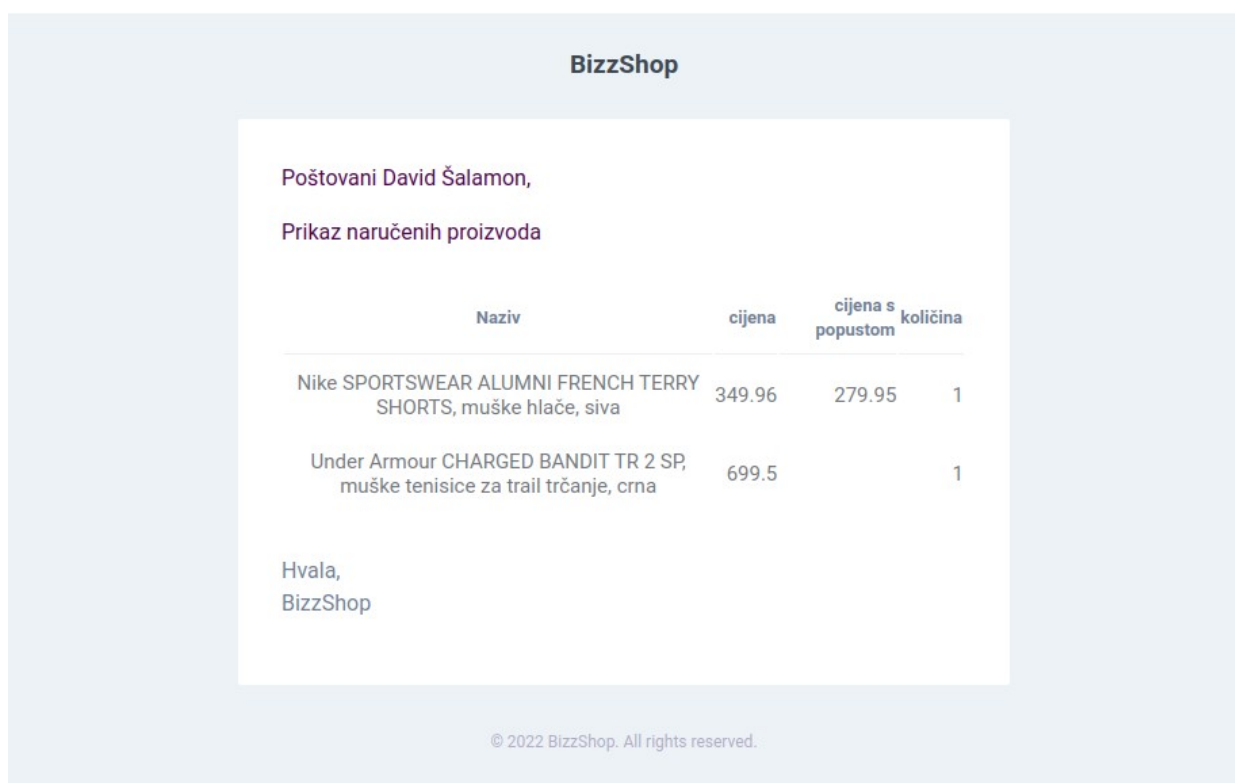 BizzShop
Poštovani David Šalamon,
Prikaz naručenih proizvoda
Naziv cijena cijena s popustom količina
Nike SPORTSWEAR ALUMNI FRENCH TERRY
SHORTS, muške hlače, siva 349.96 279.95 1
Under Armour CHARGED BANDIT TR 2 SP,
muške tenisice za trail trčanje, crna 699.5 1
Hvala,
BizzShop
© 2022 BizzShop. All rights reserved.